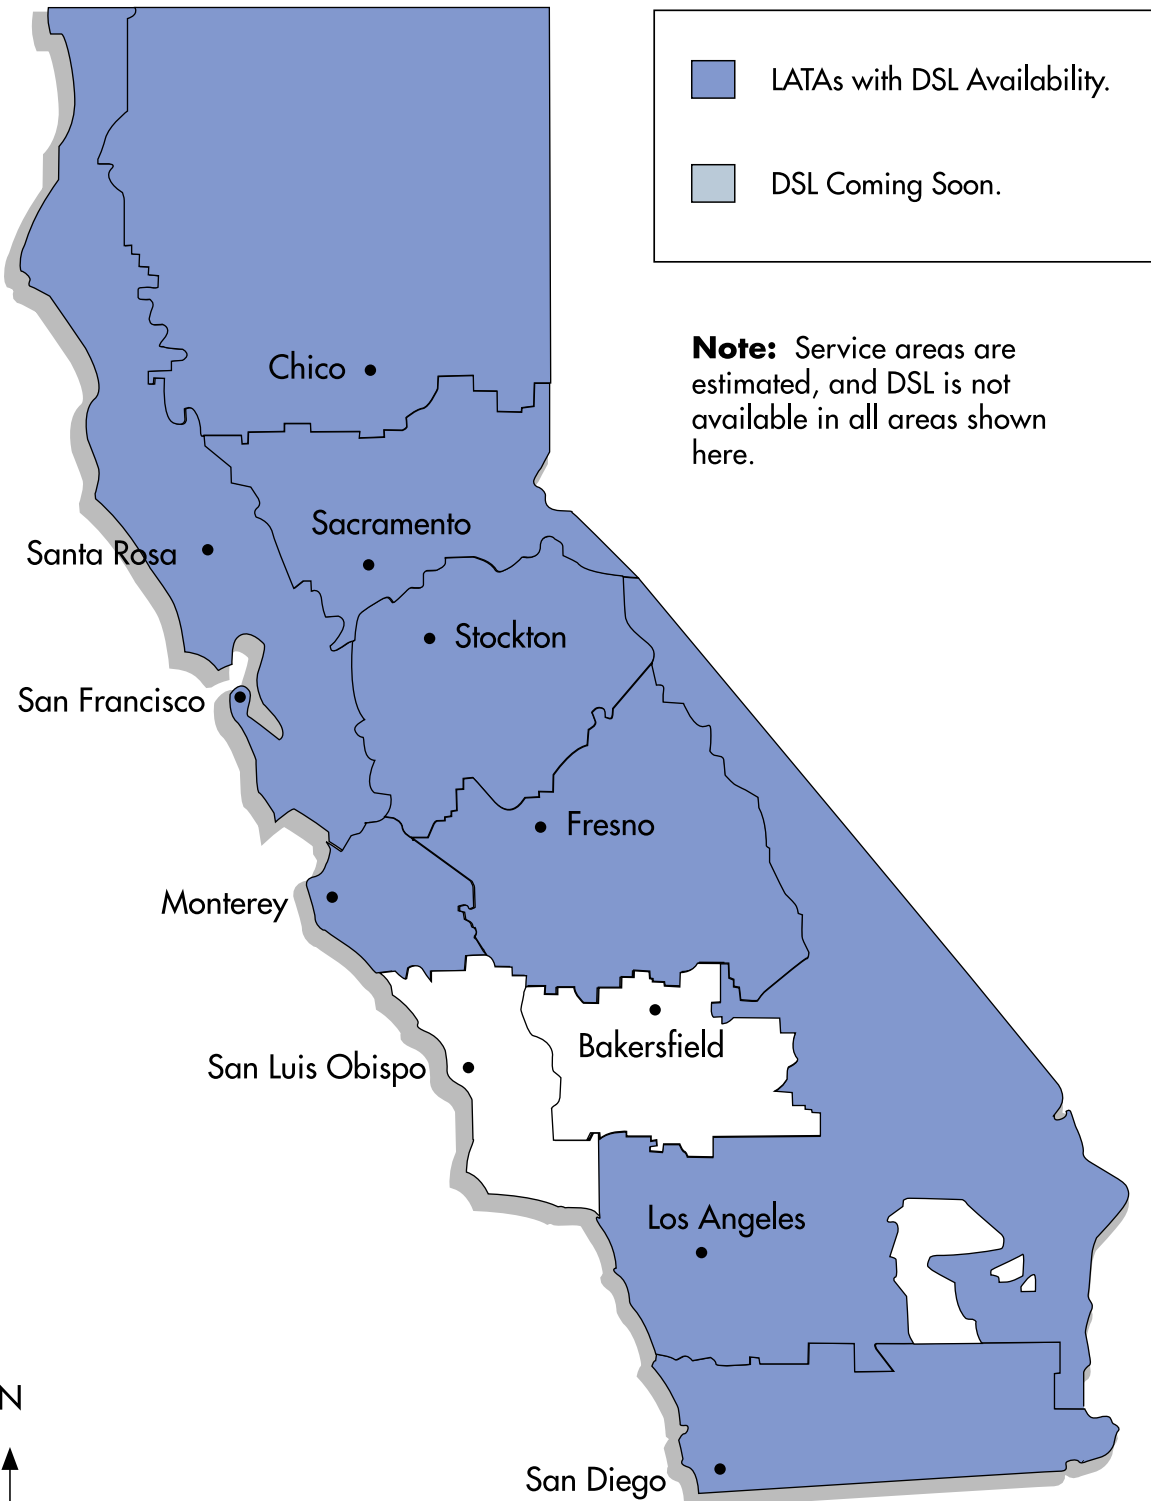 LATAs with DSL Availability.
DSL Coming Soon.
Note: Service areas are
estimated, and DSL is not
available in all areas shown
here.
Chico
Sacramento
Santa Rosa
Stockton
San Francisco
Fresno
Monterey
Bakersfield
San Luis Obispo
Los Angeles
N
San Diego